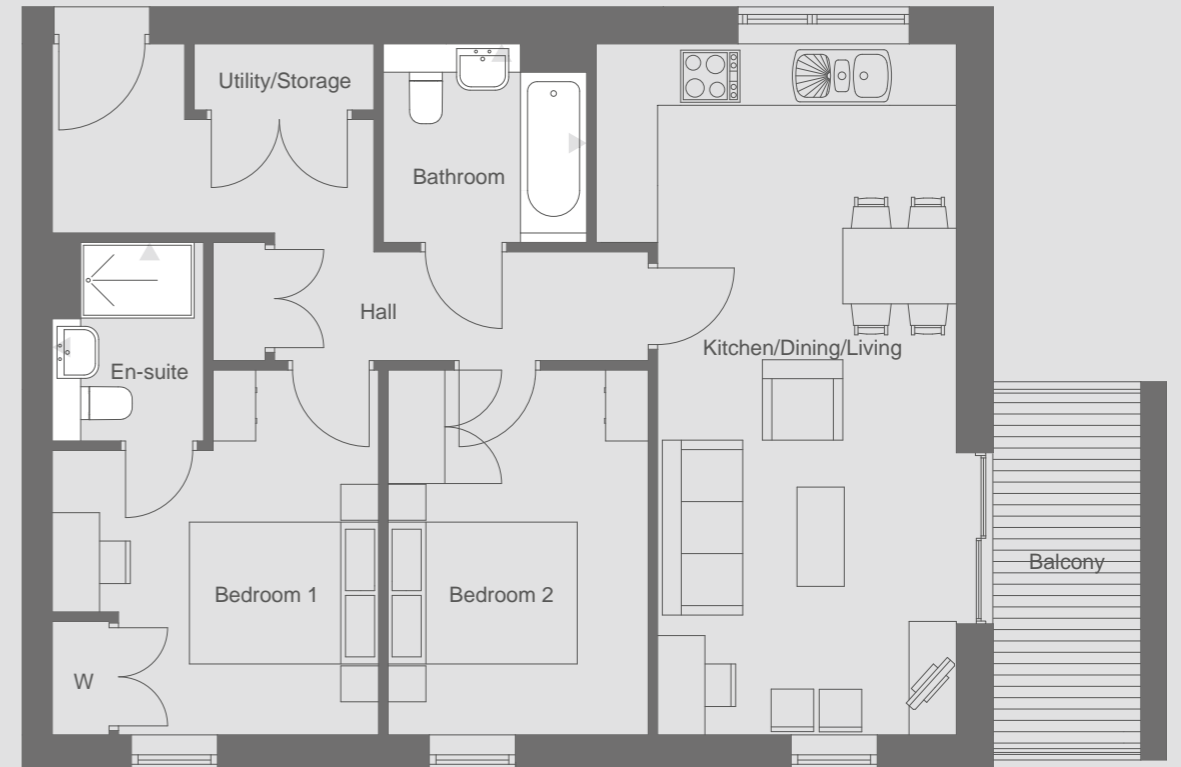 Utility/Storage
Bathroom
Hall
Kitchen/Dining/Living
En-suite
Balcony
Bedroom 1
Bedroom 2
W